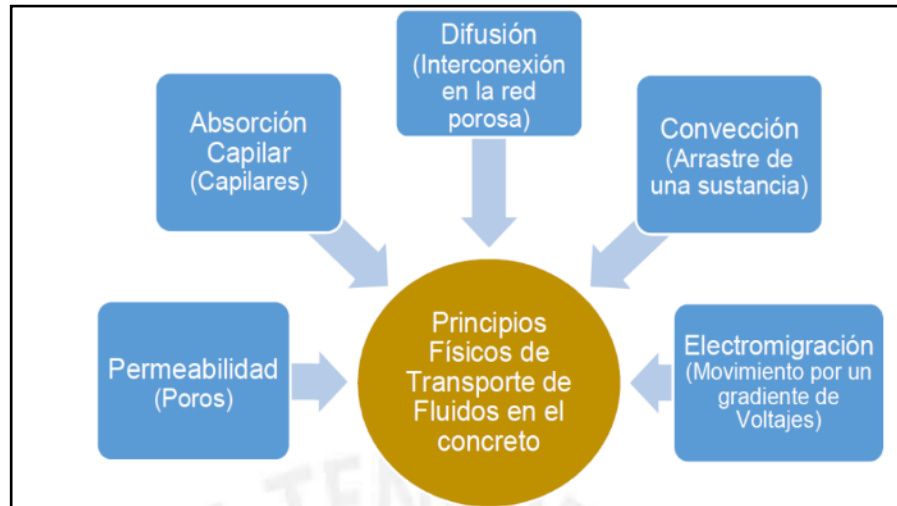 Difusión
(Interconexión
en la red
porosa)
Absorción
Capilar
(Capilares)
Convección
(Arrastre de
una sustancia)
Permeabilidad
(Poros)
Principios
Físicos de
Transporte de
Fluidos en el
concreto
Electromigración
(Movimiento por un
gradiente de
Voltajes)